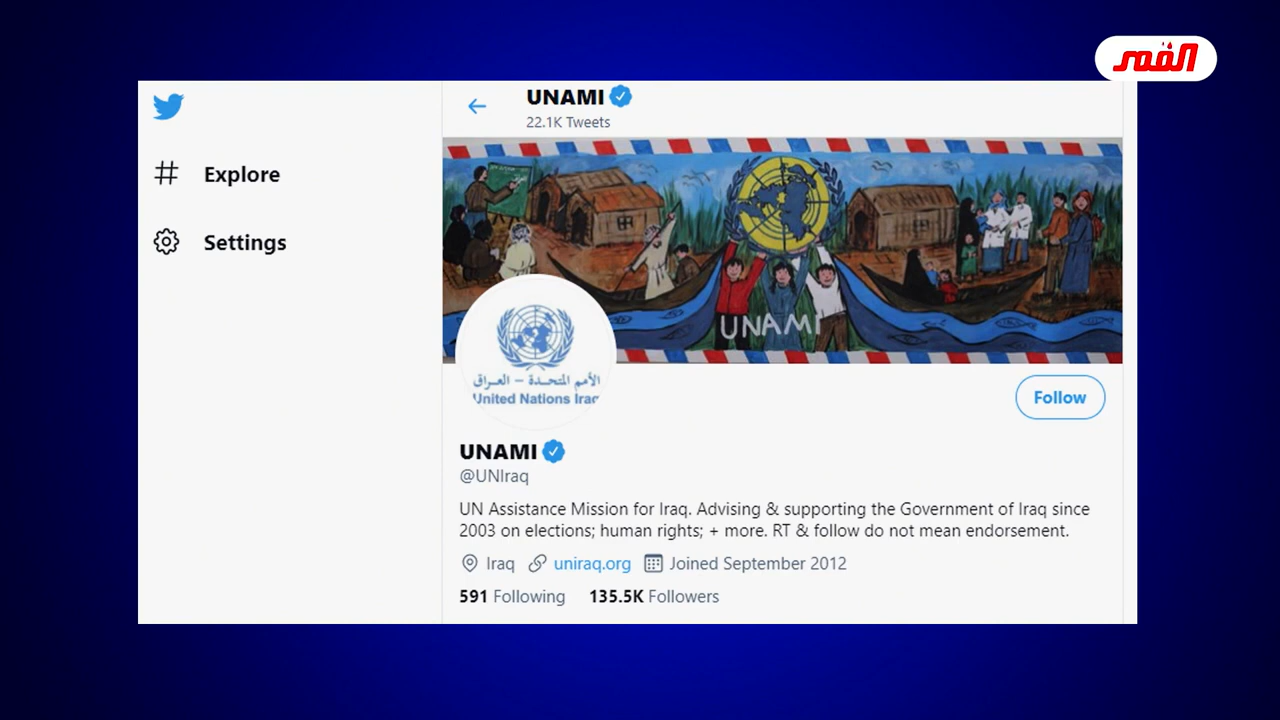 القمر
UNAMI
22.1K Tweets
Explore
Settings
UNAMI
الأمم المتحدة – العراق
United Nations Iraq
Follow
UNAMI
@UNIraq
UN Assistance Mission for Iraq. Advising & supporting the Government of Iraq since
2003 on elections; human rights; + more. RT & follow do not mean endorsement.
Iraq uniraq.org Joined September 2012
591 Following 135.5K Followers